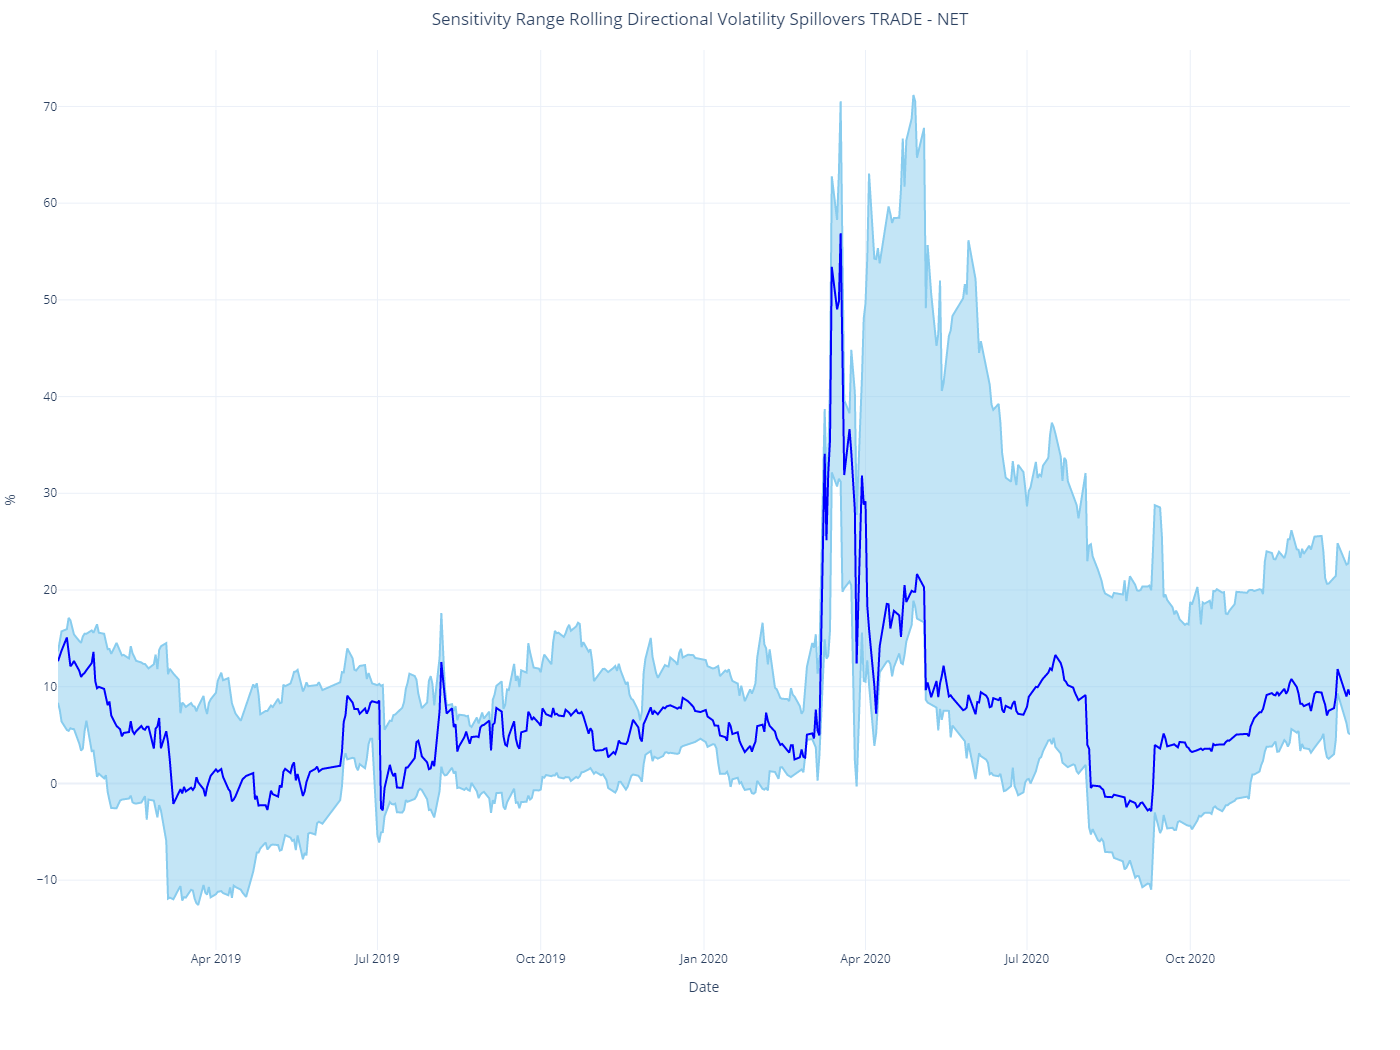 Sensitivity Range Rolling Directional Volatility Spillovers TRADE - NET
70
60
50
40
30
20
10
0
−10
%
Apr 2019
Jul 2019
Oct 2019
Jan 2020
Apr 2020
Jul 2020
Oct 2020
Date